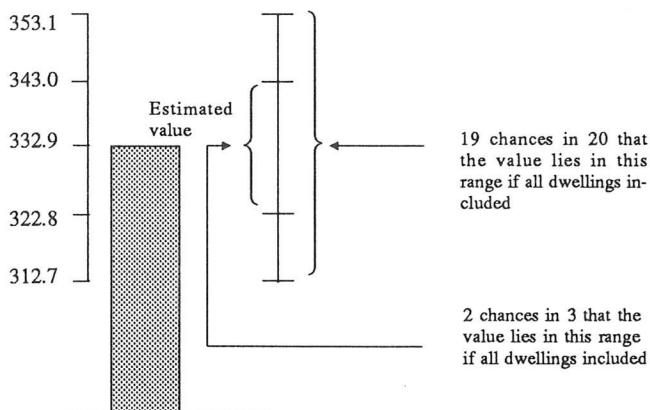 353.1
343.0
Estimated
value
332.9
322.8
312.7
19 chances in 20 that
the value lies in this
range if all dwellings in-
cluded
2 chances in 3 that the
value lies in this range
if all dwellings included